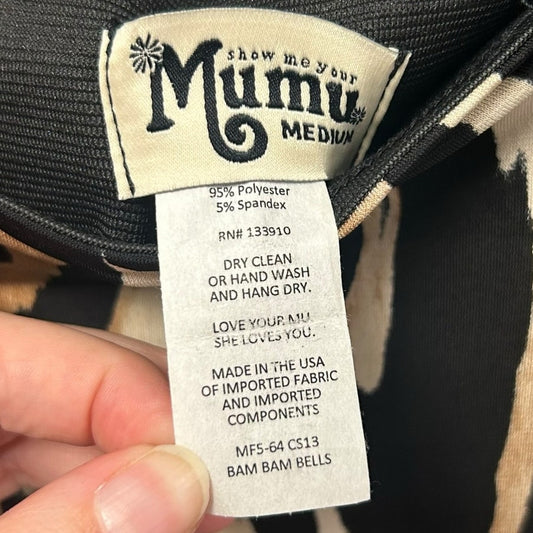 show me your
Mumu
MEDIUM
95% Polyester
5% Spandex
RN# 133910
DRY CLEAN
OR HAND WASH
AND HANG DRY.
LOVE YOUR MU
SHE LOVES YOU.
MADE IN THE USA
OF IMPORTED FABRIC
AND IMPORTED
COMPONENTS
MF5-64 CS13
BAM BAM BELLS